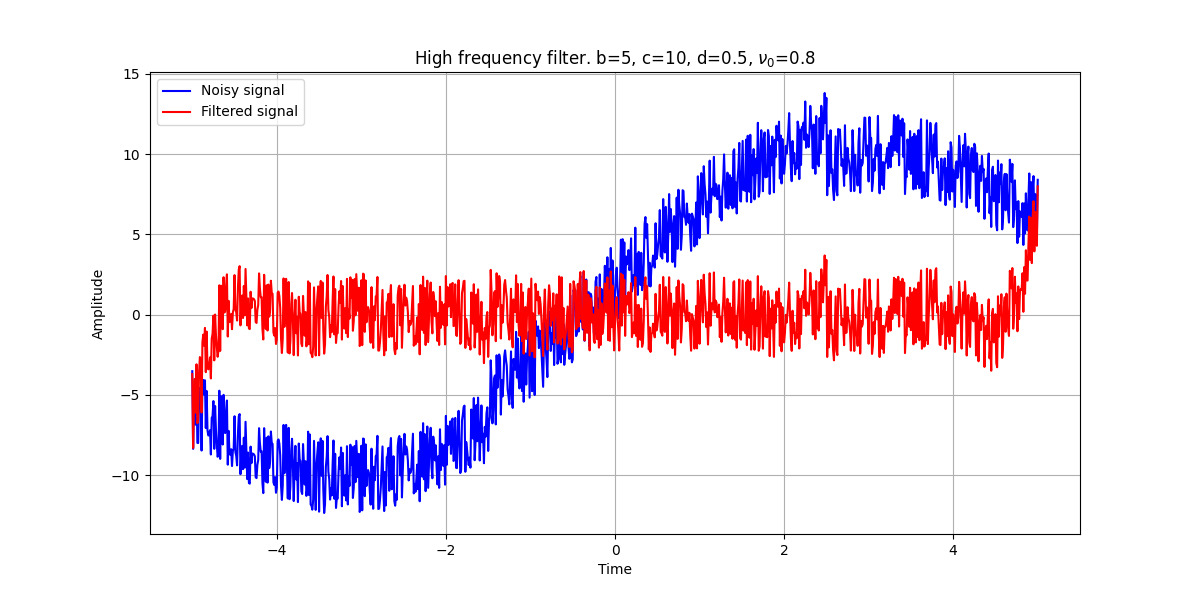 High frequency filter. b=5, c=10, d=0.5, ν₀=0.8
Noisy signal
Filtered signal
Amplitude
15
10
5
0
−5
−10
−4
−2
0
2
4
Time